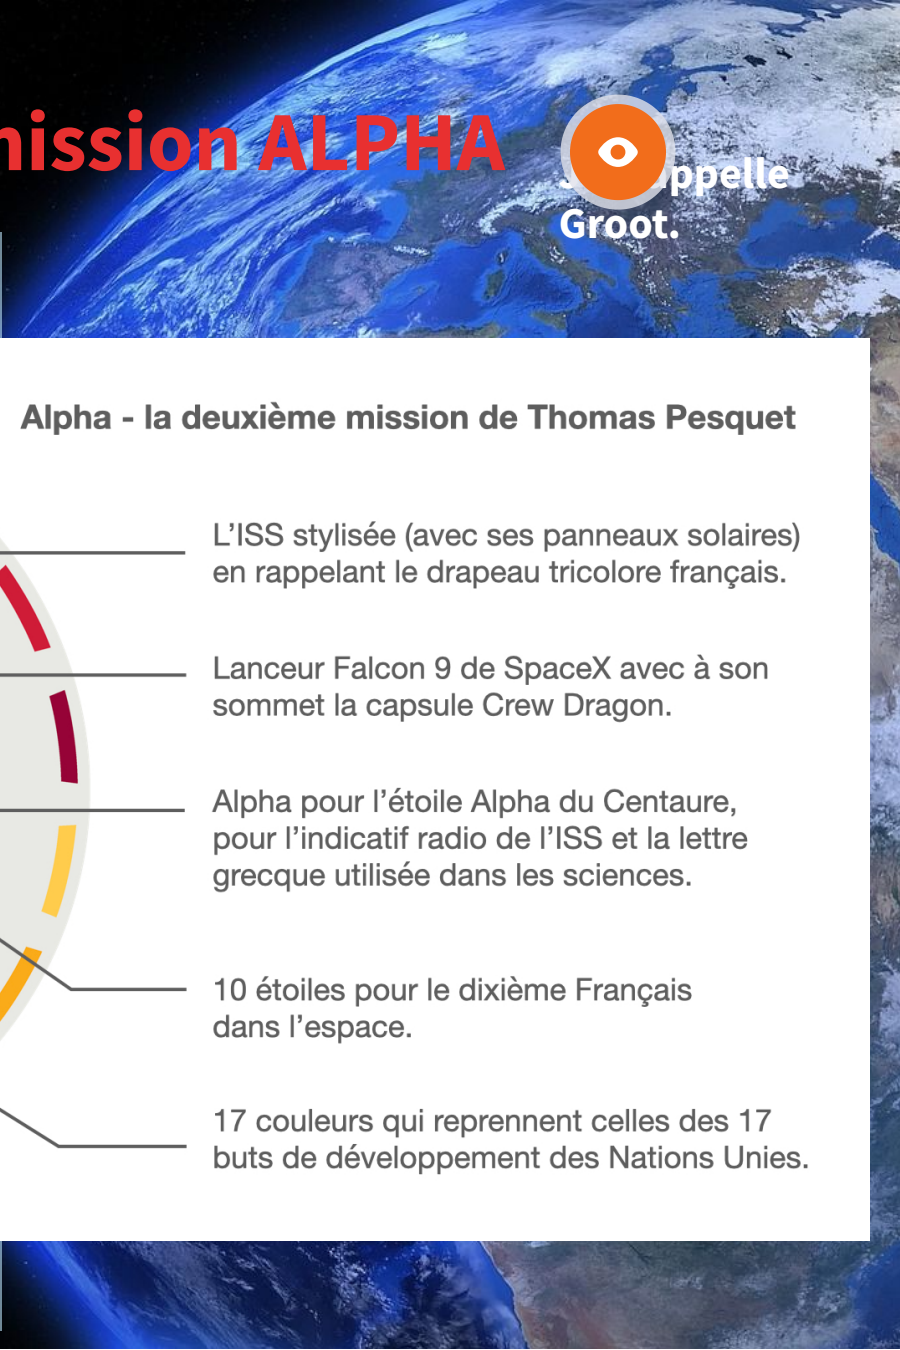 mission ALPHA
appelle
Groot.
Alpha - la deuxième mission de Thomas Pesquet
L’ISS stylisée (avec ses panneaux solaires)
en rappelant le drapeau tricolore français.
Lanceur Falcon 9 de SpaceX avec à son
sommet la capsule Crew Dragon.
Alpha pour l’étoile Alpha du Centaure,
pour l’indicatif radio de l’ISS et la lettre
grecque utilisée dans les sciences.
10 étoiles pour le dixième Français
dans l’espace.
17 couleurs qui reprennent celles des 17
buts de développement des Nations Unies.